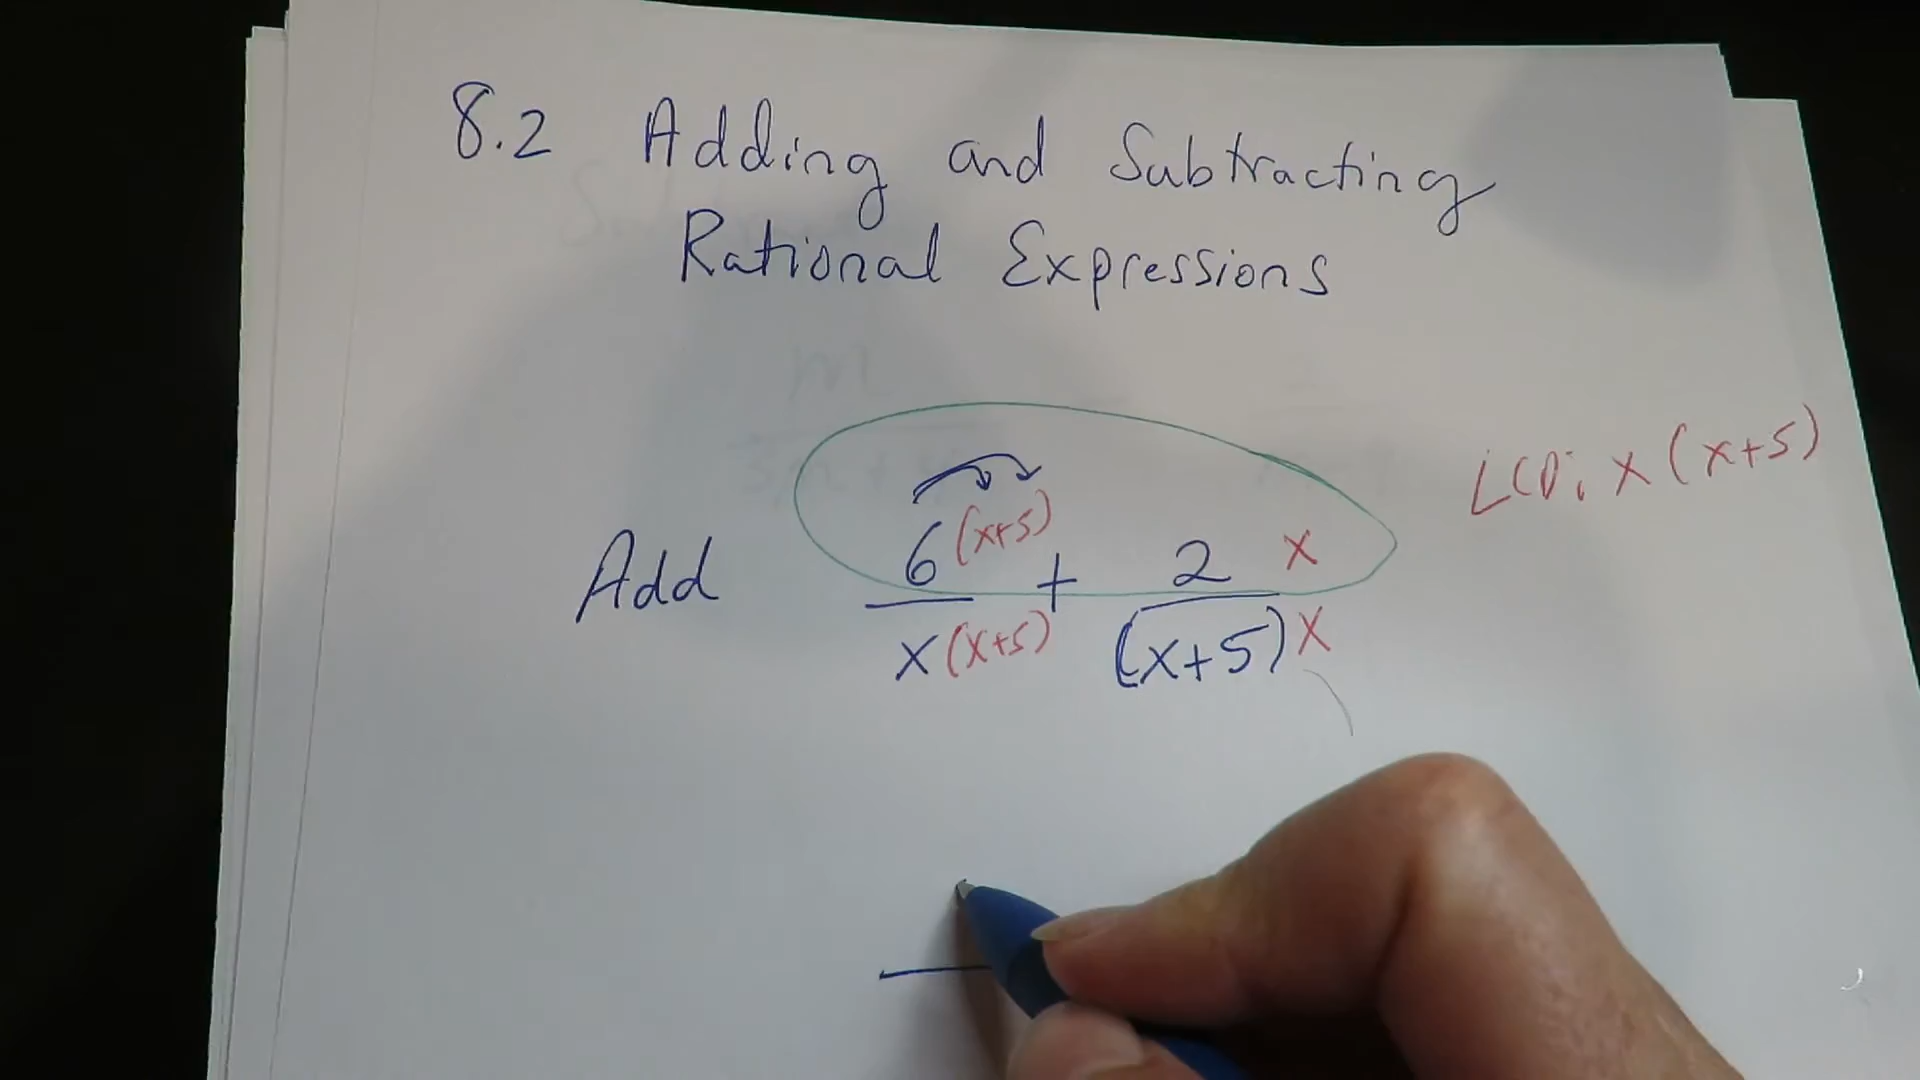 8.2 Adding and Subtracting
Rational Expressions
LCD: x(x+5)
6(x+5) 2 x
Add + 
x(x+5) (x+5)x